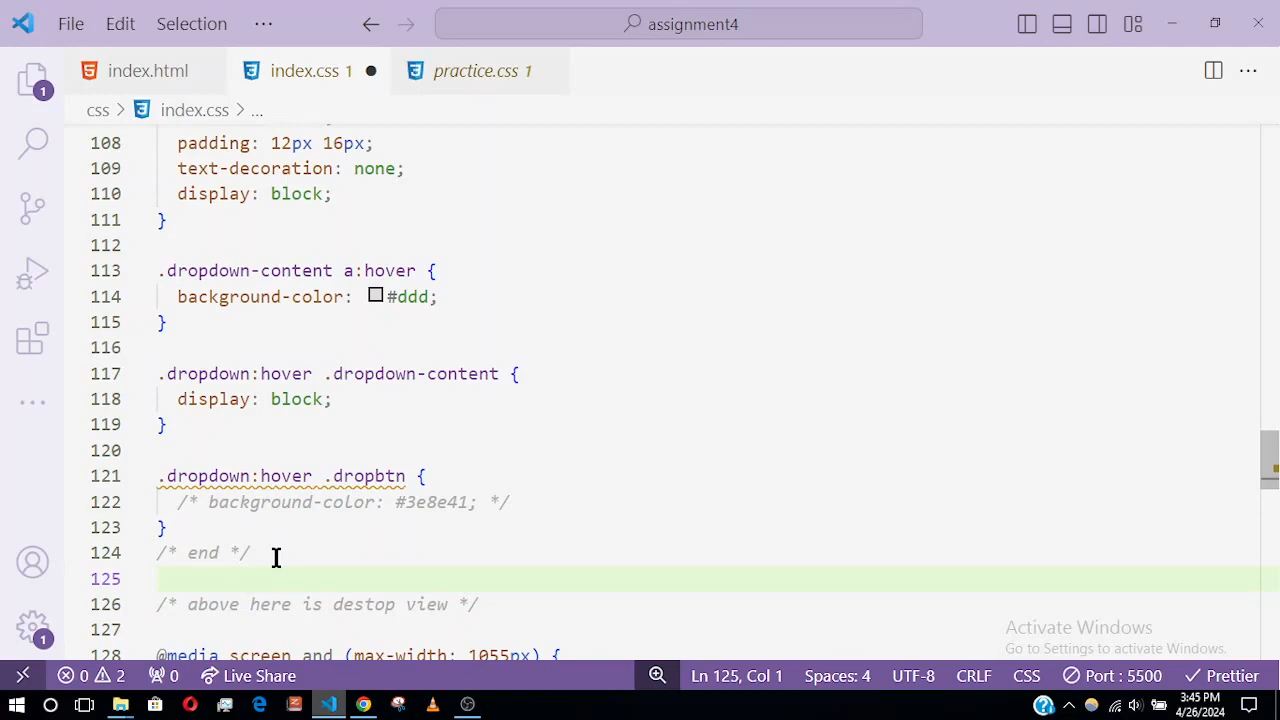 File Edit Selection ··· assignment4
index.html index.css 1 practice.css 1
css > index.css > ...
108 padding: 12px 16px;
109 text-decoration: none;
110 display: block;
111 }
112
113 .dropdown-content a:hover {
114 background-color: #ddd;
115 }
116
117 .dropdown:hover .dropdown-content {
118 display: block;
119 }
120
121 .dropdown:hover .dropbtn {
122 /* background-color: #3e8e41; */
123 }
124 /* end */
125
126 /* above here is destop view */
127
128 @media screen and (max-width: 1055px) {
1
1
Activate Windows
Go to Settings to activate Windows.
0 2 0 Live Share Ln 125, Col 1 Spaces: 4 UTF-8 CRLF CSS Port : 5500 Prettier
3:45 PM
4/26/2024